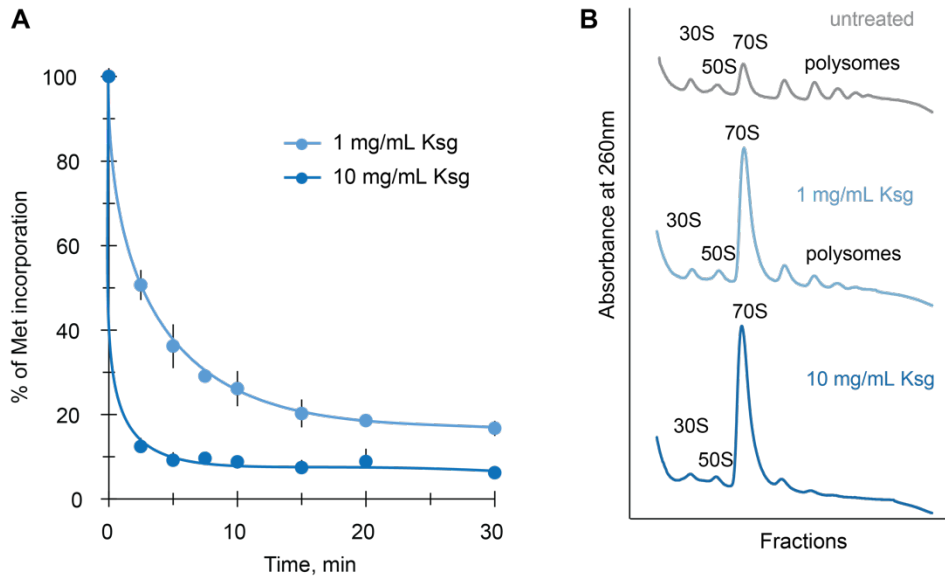 A
% of Met incorporation
100
80
60
40
20
0
0
10
20
30
Time, min
1 mg/mL Ksg
10 mg/mL Ksg
B
Absorbance at 260nm
untreated
30S
70S
50S
polysomes
70S
1 mg/mL Ksg
30S
50S
polysomes
70S
10 mg/mL Ksg
30S
50S
Fractions